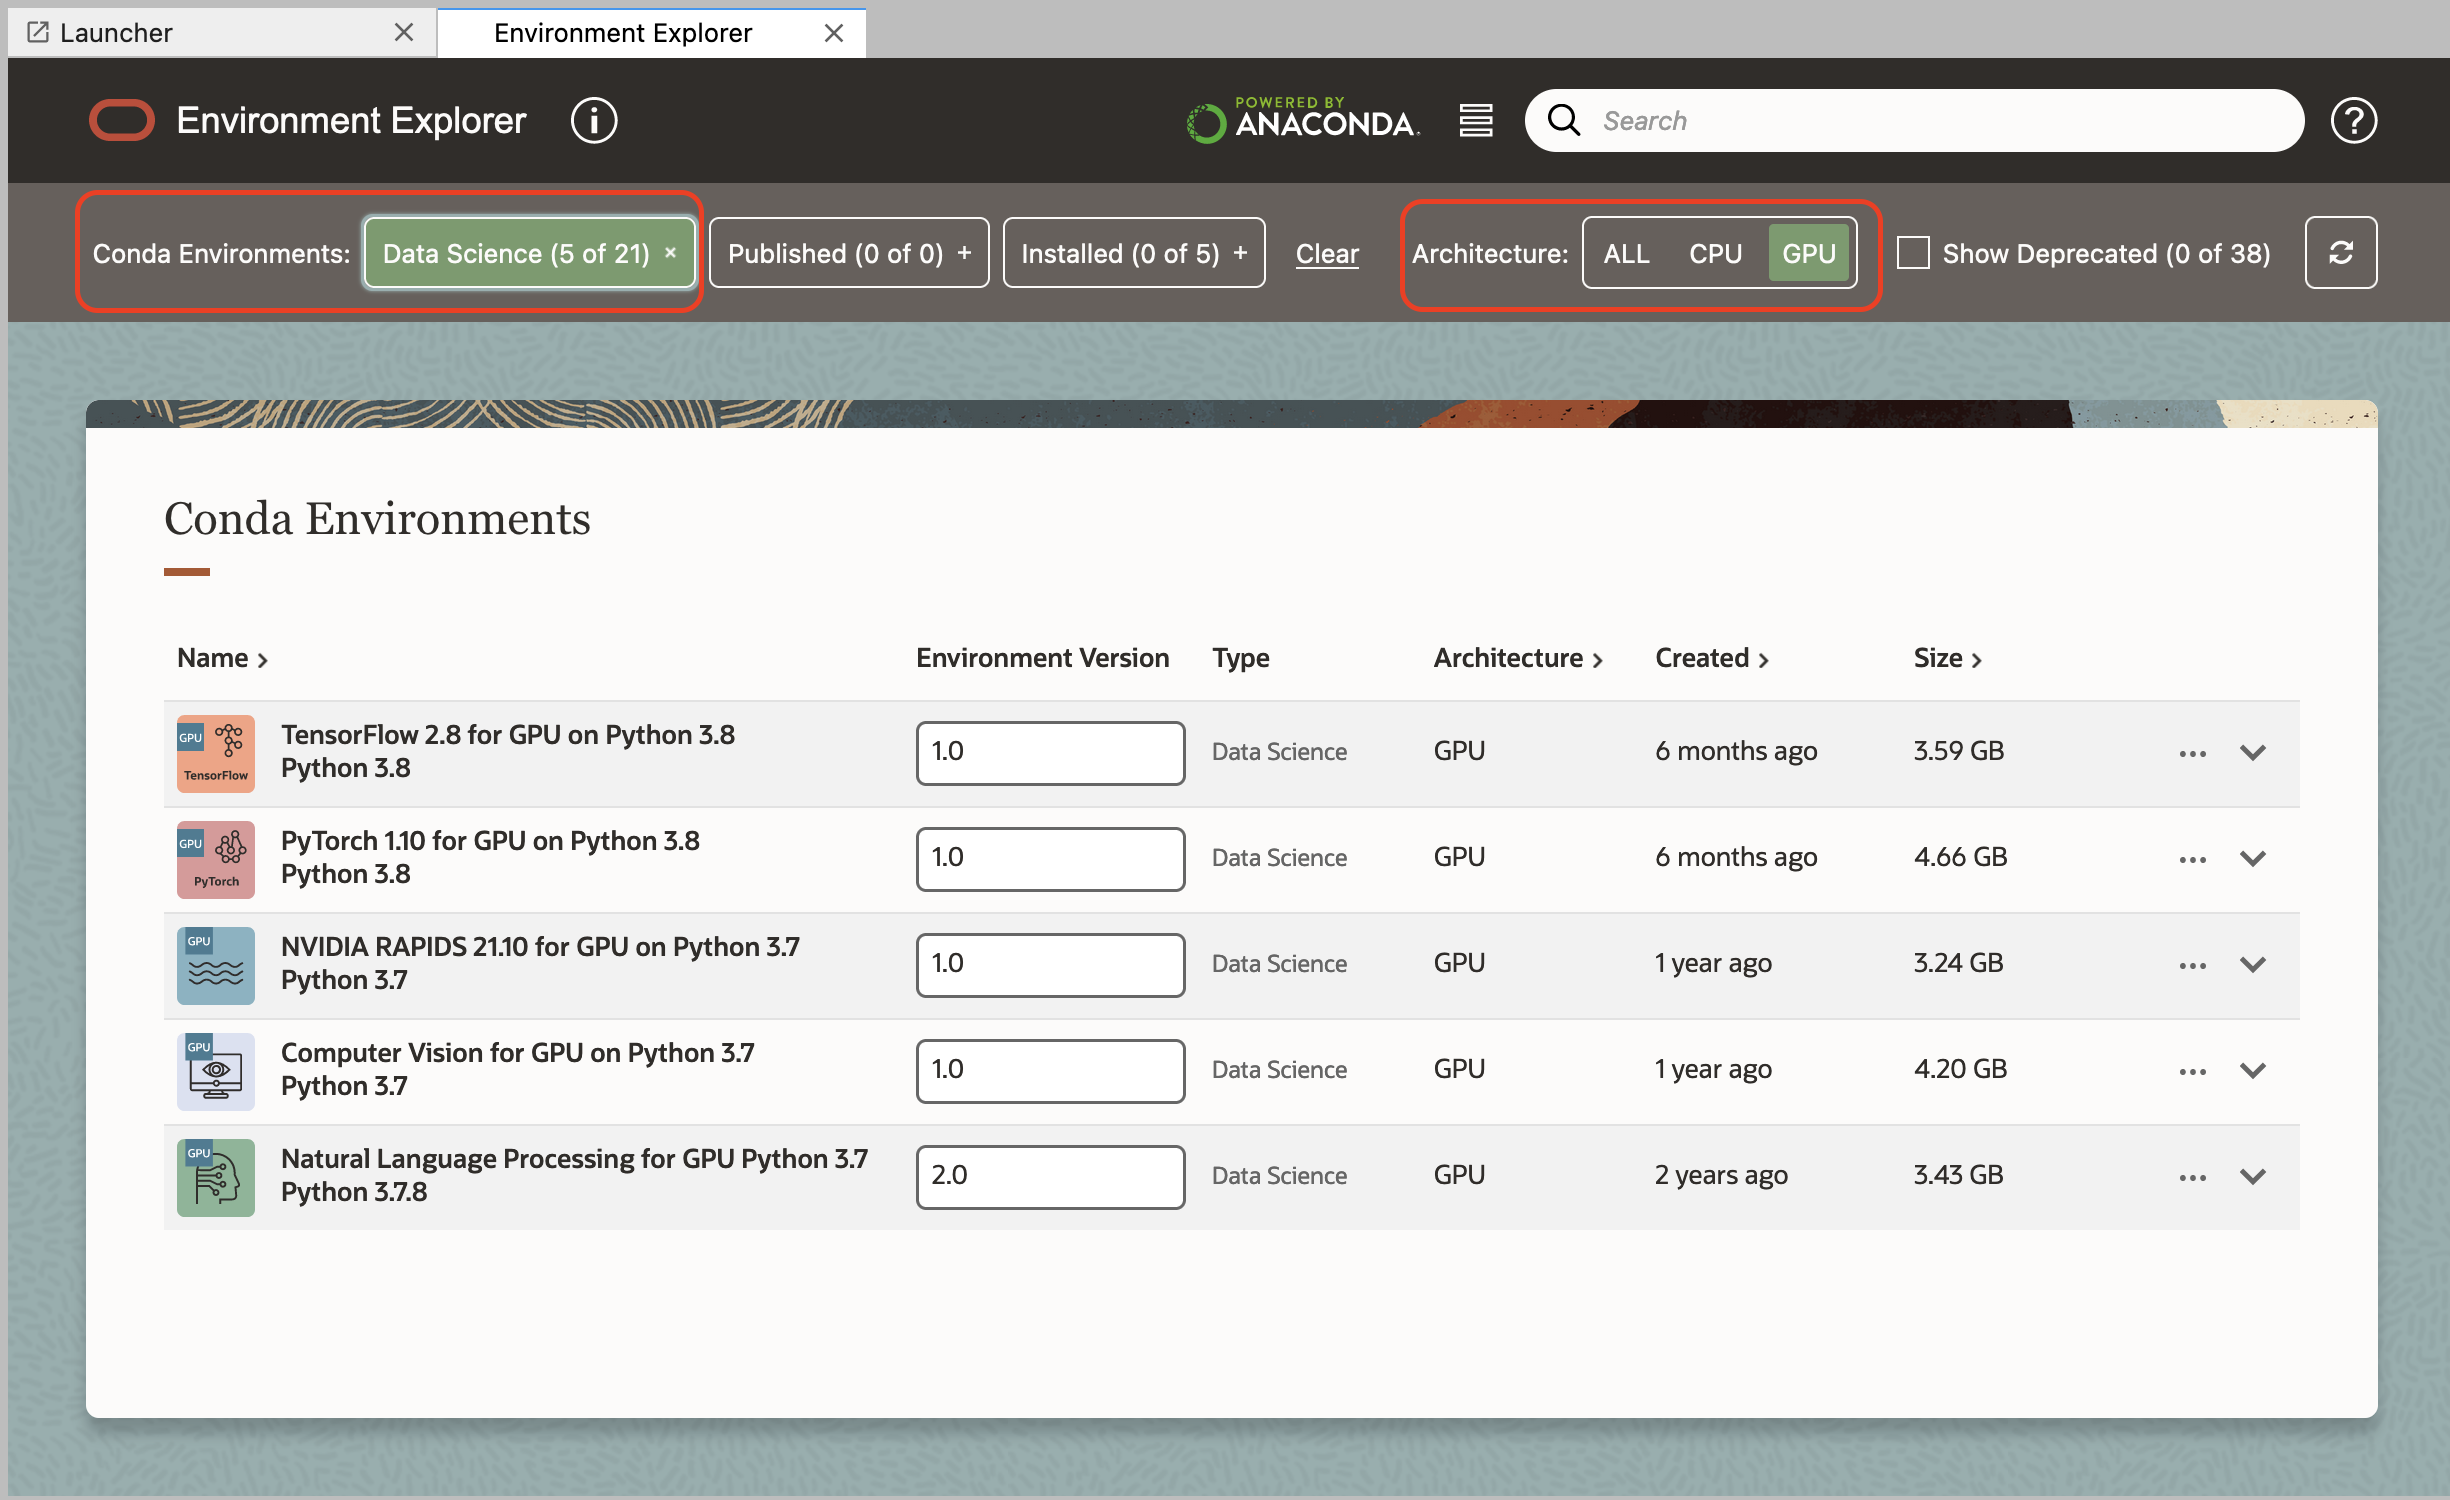 Launcher
Environment Explorer
Environment Explorer
POWERED BY
ANACONDA.
Search
Conda Environments: Data Science (5 of 21) × Published (0 of 0) + Installed (0 of 5) + Clear Architecture: ALL CPU GPU Show Deprecated (0 of 38)
Conda Environments
Name Environment Version Type Architecture Created Size
GPU
TensorFlow
TensorFlow 2.8 for GPU on Python 3.8
Python 3.8
1.0 Data Science GPU 6 months ago 3.59 GB
GPU
PyTorch
PyTorch 1.10 for GPU on Python 3.8
Python 3.8
1.0 Data Science GPU 6 months ago 4.66 GB
GPU
NVIDIA RAPIDS 21.10 for GPU on Python 3.7
Python 3.7
1.0 Data Science GPU 1 year ago 3.24 GB
GPU
Computer Vision for GPU on Python 3.7
Python 3.7
1.0 Data Science GPU 1 year ago 4.20 GB
GPU
Natural Language Processing for GPU Python 3.7
Python 3.7.8
2.0 Data Science GPU 2 years ago 3.43 GB